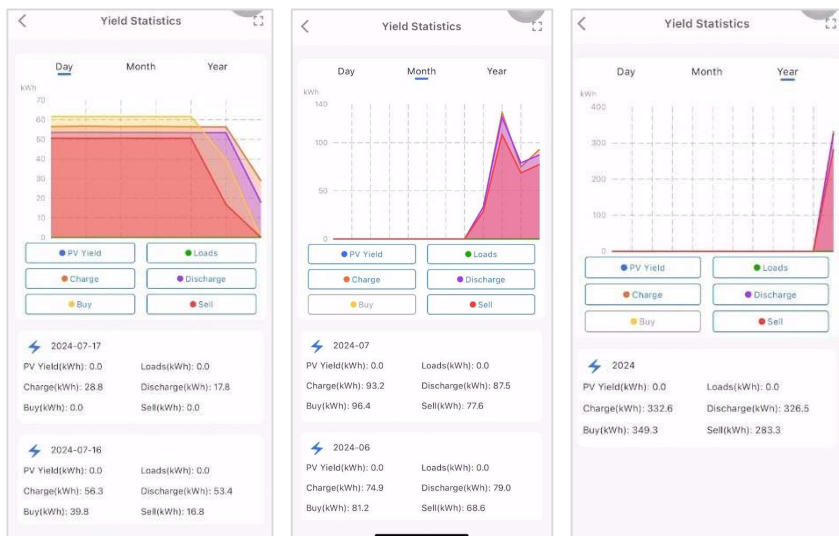 Yield Statistics
Day Month Year
kWh
70
60
50
40
30
20
10
0
PV Yield Loads
Charge Discharge
Buy Sell
2024-07-17
PV Yield(kWh): 0.0 Loads(kWh): 0.0
Charge(kWh): 28.8 Discharge(kWh): 17.8
Buy(kWh): 0.0 Sell(kWh): 0.0
2024-07-16
PV Yield(kWh): 0.0 Loads(kWh): 0.0
Charge(kWh): 56.3 Discharge(kWh): 53.4
Buy(kWh): 39.8 Sell(kWh): 16.8
Yield Statistics
Day Month Year
kWh
140
100
50
0
PV Yield Loads
Charge Discharge
Buy Sell
2024-07
PV Yield(kWh): 0.0 Loads(kWh): 0.0
Charge(kWh): 93.2 Discharge(kWh): 87.5
Buy(kWh): 96.4 Sell(kWh): 77.6
2024-06
PV Yield(kWh): 0.0 Loads(kWh): 0.0
Charge(kWh): 74.9 Discharge(kWh): 79.0
Buy(kWh): 81.2 Sell(kWh): 68.6
Yield Statistics
Day Month Year
kWh
400
300
200
100
0
PV Yield Loads
Charge Discharge
Buy Sell
2024
PV Yield(kWh): 0.0 Loads(kWh): 0.0
Charge(kWh): 332.6 Discharge(kWh): 326.5
Buy(kWh): 349.3 Sell(kWh): 283.3